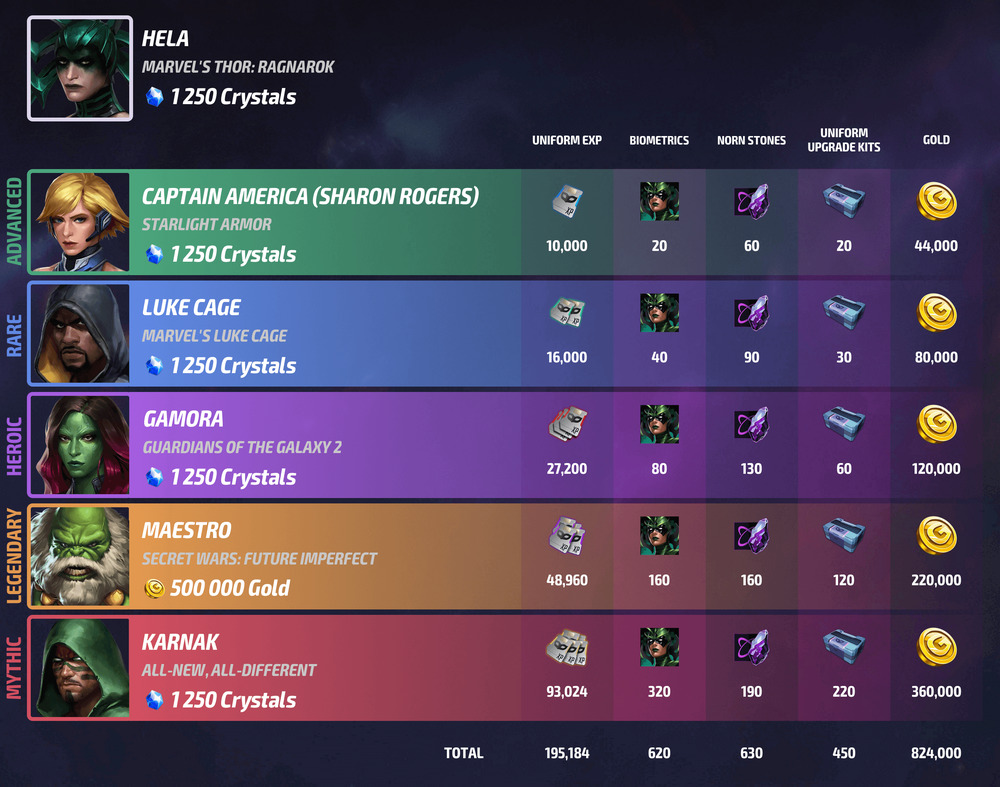 HELA
MARVEL'S THOR: RAGNAROK
1 250 Crystals
UNIFORM EXP BIOMETRICS NORN STONES UNIFORM UPGRADE KITS GOLD
ADVANCED
CAPTAIN AMERICA (SHARON ROGERS)
STARLIGHT ARMOR
1 250 Crystals
10,000 20 60 20 44,000
RARE
LUKE CAGE
MARVEL'S LUKE CAGE
1 250 Crystals
16,000 40 90 30 80,000
HEROIC
GAMORA
GUARDIANS OF THE GALAXY 2
1 250 Crystals
27,200 80 130 60 120,000
LEGENDARY
MAESTRO
SECRET WARS: FUTURE IMPERFECT
500 000 Gold
48,960 160 160 120 220,000
MYTHIC
KARNAK
ALL-NEW, ALL-DIFFERENT
1 250 Crystals
93,024 320 190 220 360,000
TOTAL 195,184 620 630 450 824,000